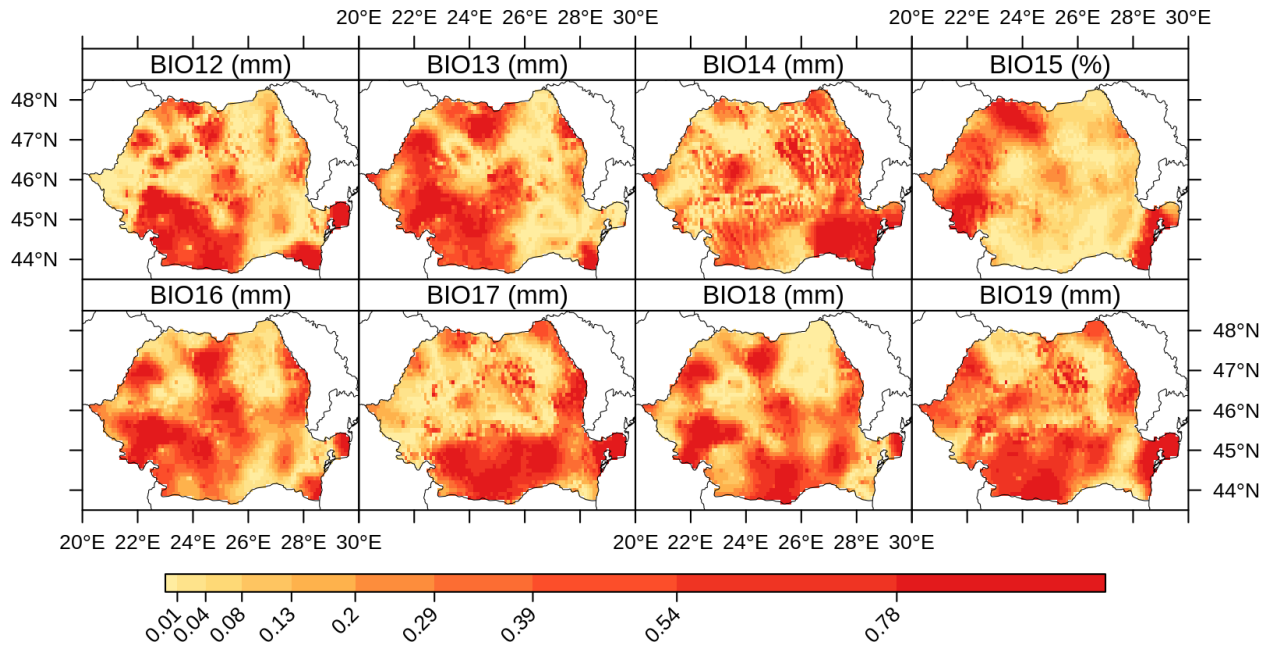 20°E 22°E 24°E 26°E 28°E 30°E 20°E 22°E 24°E 26°E 28°E 30°E
BIO12 (mm) BIO13 (mm) BIO14 (mm) BIO15 (%)
48°N
47°N
46°N
45°N
44°N
BIO16 (mm) BIO17 (mm) BIO18 (mm) BIO19 (mm)
48°N
47°N
46°N
45°N
44°N
20°E 22°E 24°E 26°E 28°E 30°E 20°E 22°E 24°E 26°E 28°E 30°E
0.01 0.04 0.08 0.13 0.2 0.29 0.39 0.54 0.78